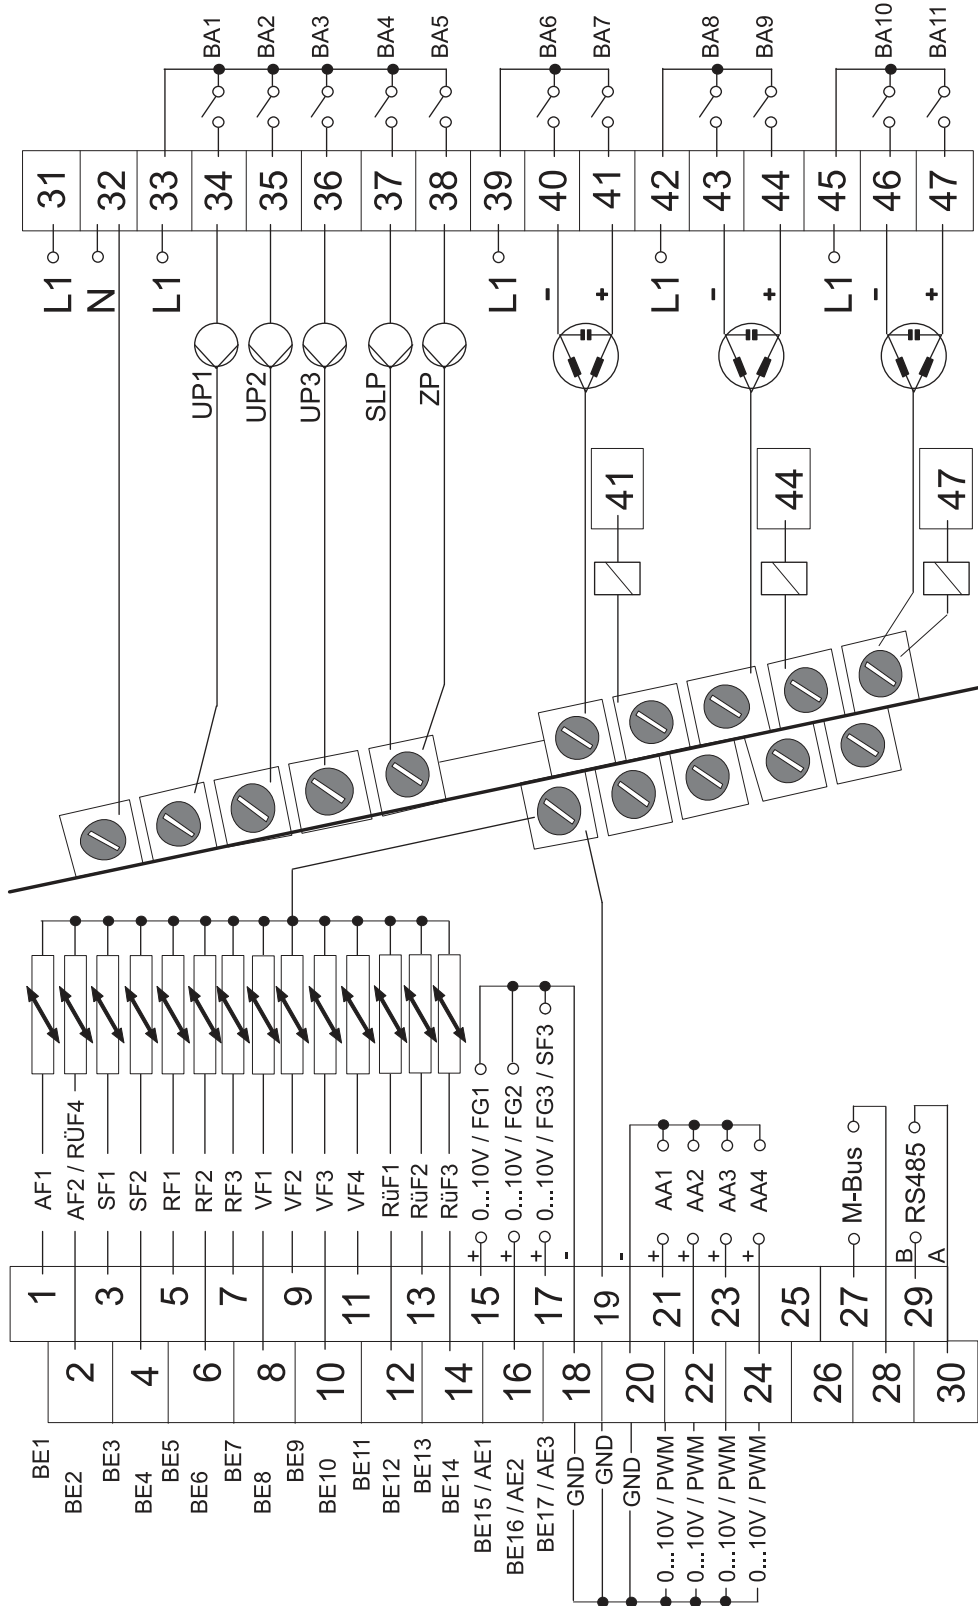 BA1
BA2
BA3
BA4
BA5
BA6
BA7
BA8
BA9
BA10
BA11
31
32
33
34
35
36
37
38
39
40
41
42
43
44
45
46
47
L1
N
L1
L1
-
+
L1
-
+
L1
-
+
UP1
UP2
UP3
SLP
ZP
41
44
47
AF1
AF2 / RÜF4
SF1
SF2
RF1
RF2
RF3
VF1
VF2
VF3
VF4
RüF1
RüF2
RüF3
+ 0...10V / FG1
+ 0...10V / FG2
+ 0...10V / FG3 / SF3
-
-
+ AA1
+ AA2
+ AA3
+ AA4
M-Bus
B
RS485
A
1
3
5
7
9
11
13
15
17
19
21
23
25
27
29
2
4
6
8
10
12
14
16
18
20
22
24
26
28
30
BE1
BE2
BE3
BE4
BE5
BE6
BE7
BE8
BE9
BE10
BE11
BE12
BE13
BE14
BE15 / AE1
BE16 / AE2
BE17 / AE3
GND
GND
GND
0...10V / PWM
0...10V / PWM
0...10V / PWM
0...10V / PWM